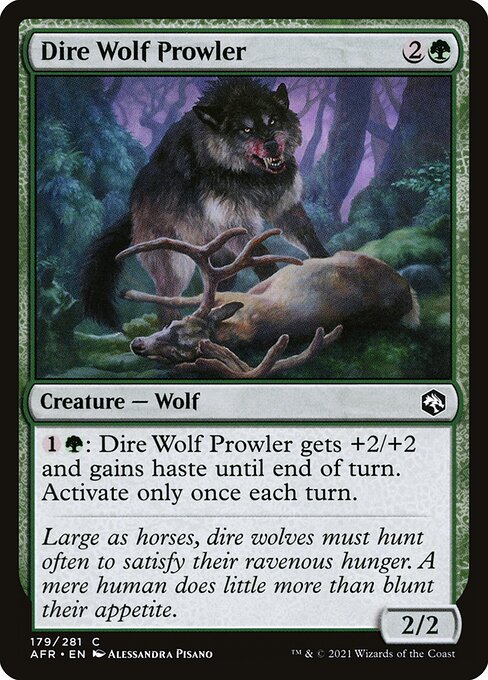 Dire Wolf Prowler 2
Creature — Wolf
1 : Dire Wolf Prowler gets +2/+2
and gains haste until end of turn.
Activate only once each turn.
Large as horses, dire wolves must hunt
often to satisfy their ravenous hunger. A
mere human does little more than blunt
their appetite.
2/2
179/281 C
AFR • EN Alessandra Pisano
™ & © 2021 Wizards of the Coast